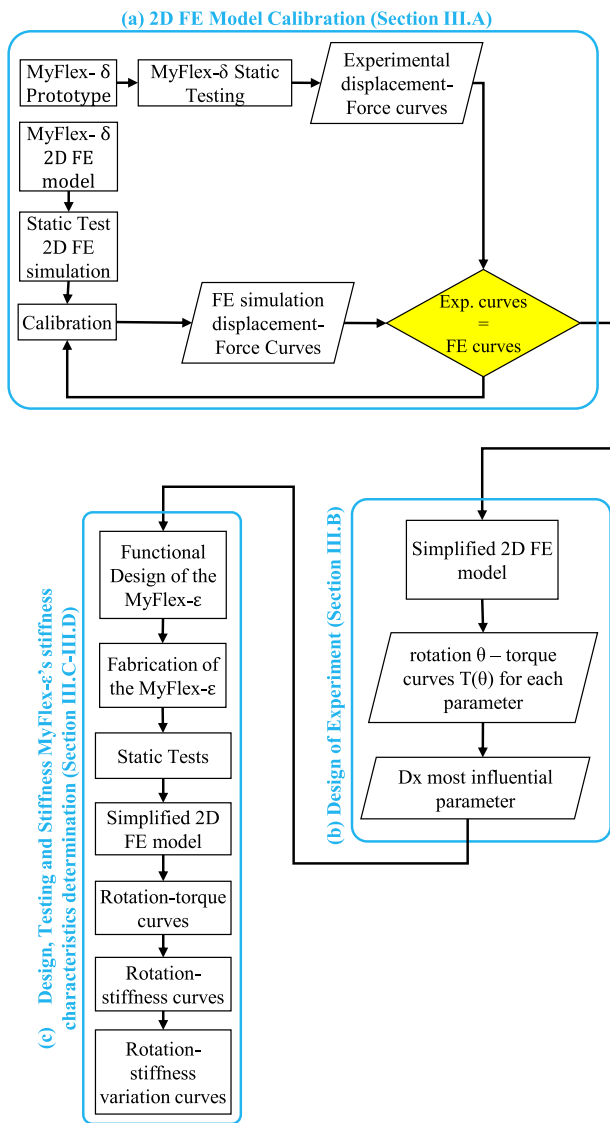 (a) 2D FE Model Calibration (Section III.A)
MyFlex- δ
Prototype
MyFlex-δ Static
Testing
Experimental
displacement-
Force curves
MyFlex- δ
2D FE
model
Static Test
2D FE
simulation
Calibration
FE simulation
displacement-
Force Curves
Exp. curves
=
FE curves
(b) Design of Experiment (Section III.B)
Simplified 2D FE
model
rotation θ – torque
curves T(θ) for each
parameter
Dx most influential
parameter
(c) Design, Testing and Stiffness MyFlex-ε's stiffness
characteristics determination (Section III.C-III.D)
Functional
Design of the
MyFlex-ε
Fabrication of
the MyFlex-ε
Static Tests
Simplified 2D
FE model
Rotation-torque
curves
Rotation-
stiffness curves
Rotation-
stiffness
variation curves